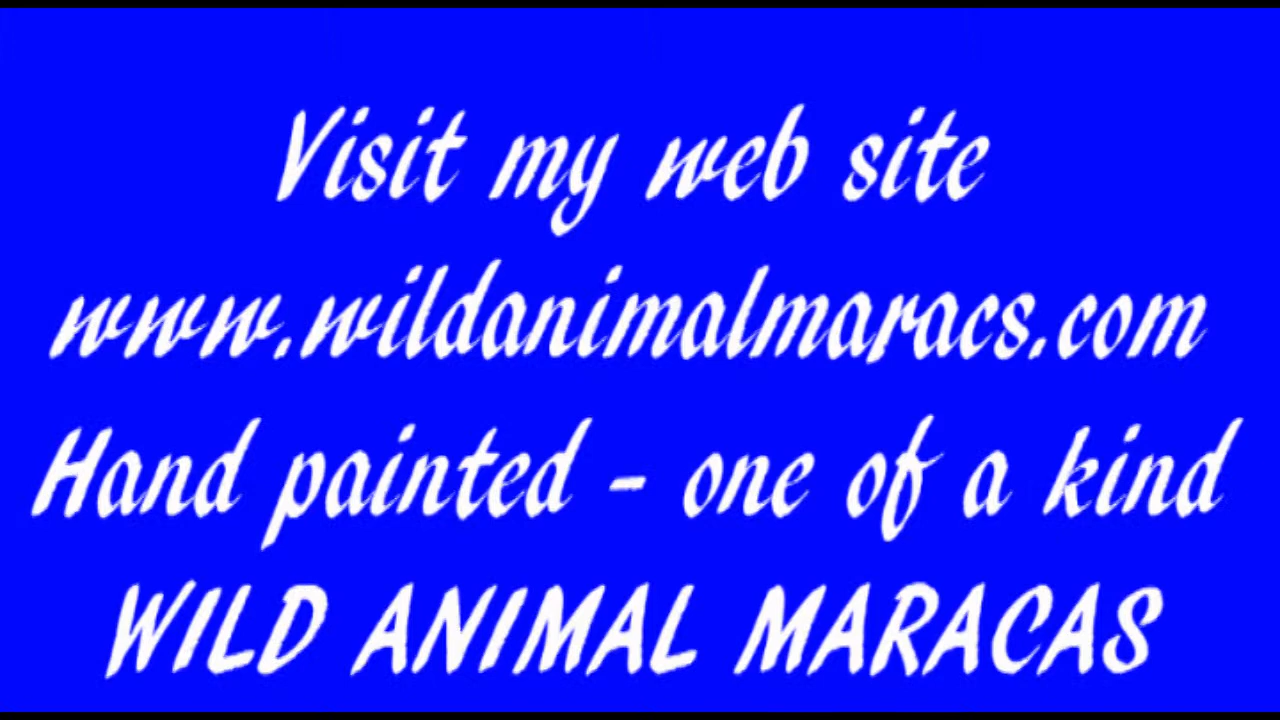 Visit my web site
www.wildanimalmaracs.com
Hand painted - one of a kind
WILD ANIMAL MARACAS